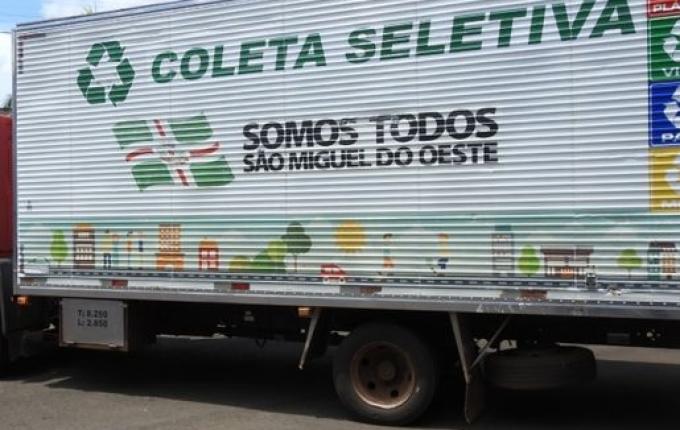 COLETA SELETIVA
SOMOS TODOS
SÃO MIGUEL DO OESTE
T: 8.250
L: 2.850